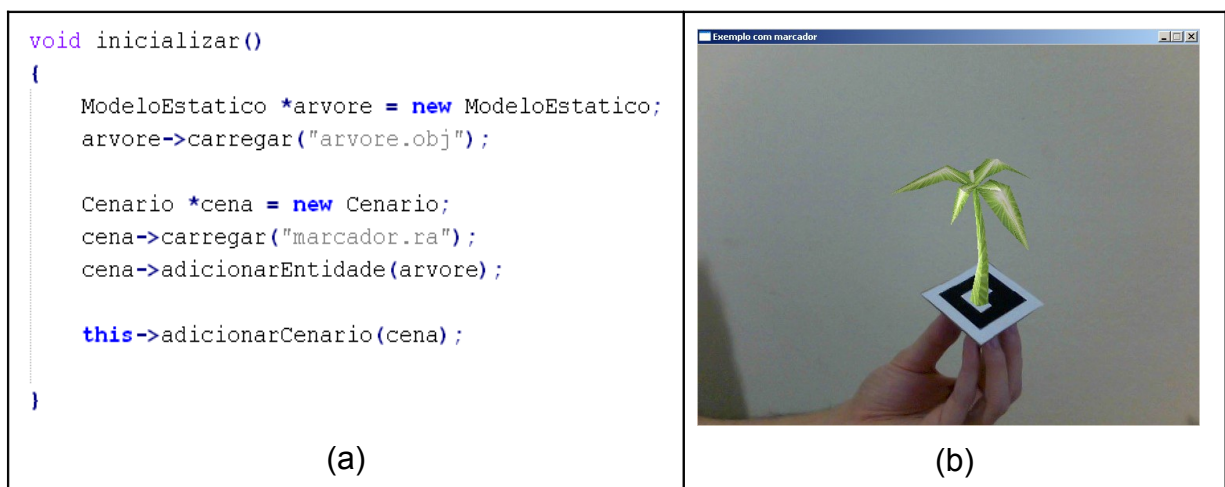 void inicializar()
{
ModeloEstatico *arvore = new ModeloEstatico;
arvore->carregar("arvore.obj");
Cenario *cena = new Cenario;
cena->carregar("marcador.ra");
cena->adicionarEntidade(arvore);
this->adicionarCenario(cena);
}
(a)
Exemplo com marcador
(b)